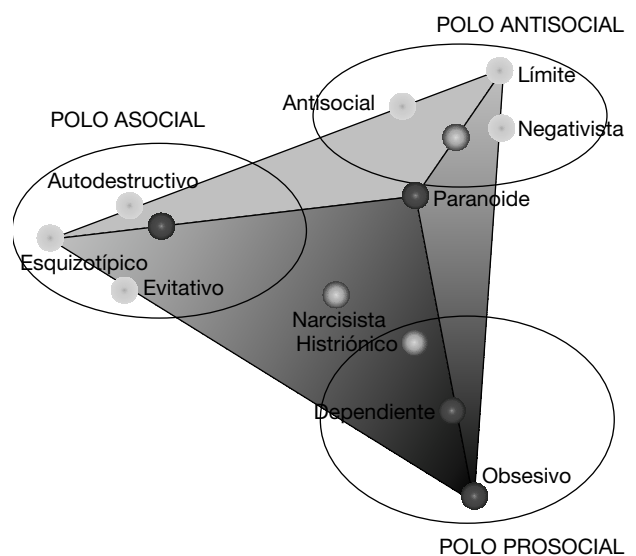 POLO ANTISOCIAL
Límite
Antisocial
POLO ASOCIAL
Negativista
Autodestructivo
Paranoide
Esquizotípico
Evitativo
Narcisista
Histriónico
Dependiente
Obsesivo
POLO PROSOCIAL